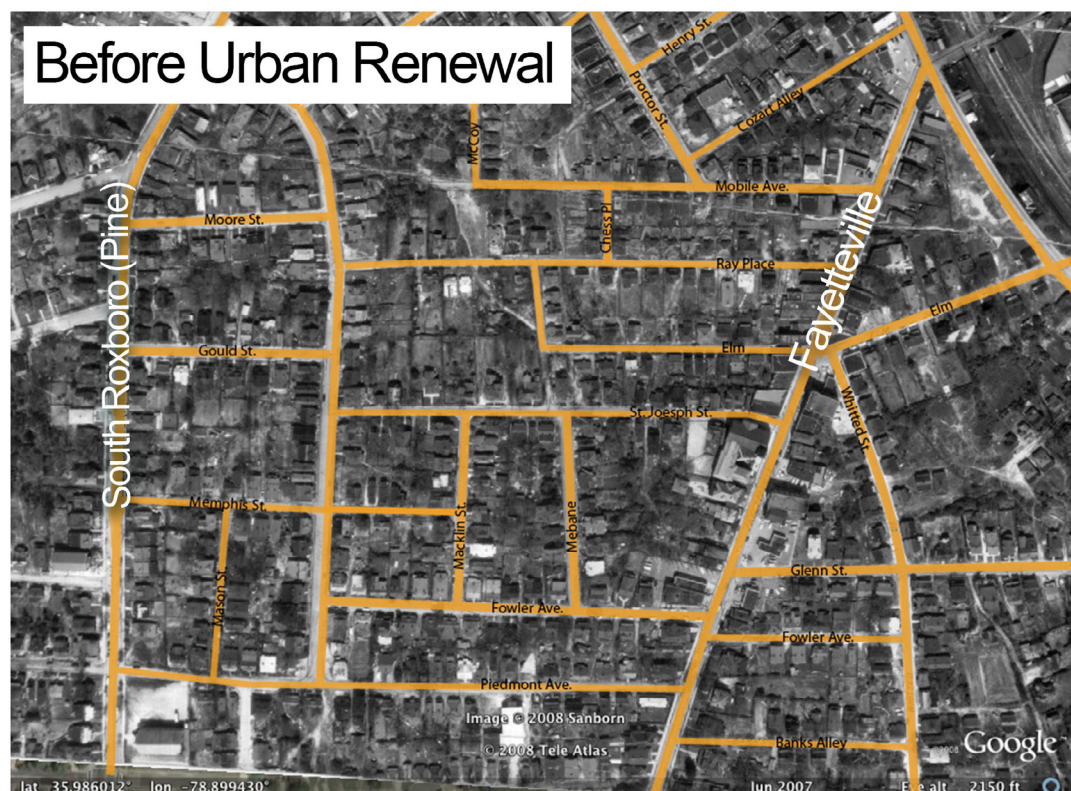 Before Urban Renewal
Henry St.
Proctor St.
Cozart Alley
McCoy
Mobile Ave.
South Roxboro (Pine)
Moore St.
Chess Pl
Ray Place
Fayetteville
Elm
Gould St.
Elm
St. Joesph St.
Whitted St.
Memphis St.
Macklin St.
Mebane
Mason St.
Glenn St.
Fowler Ave.
Fowler Ave.
Piedmont Ave.
Image © 2008 Sanborn
© 2008 Tele Atlas
Banks Alley
©2008 Google
lat 35.986012° lon -78.899430°
Jun 2007
Eye alt 2150 ft